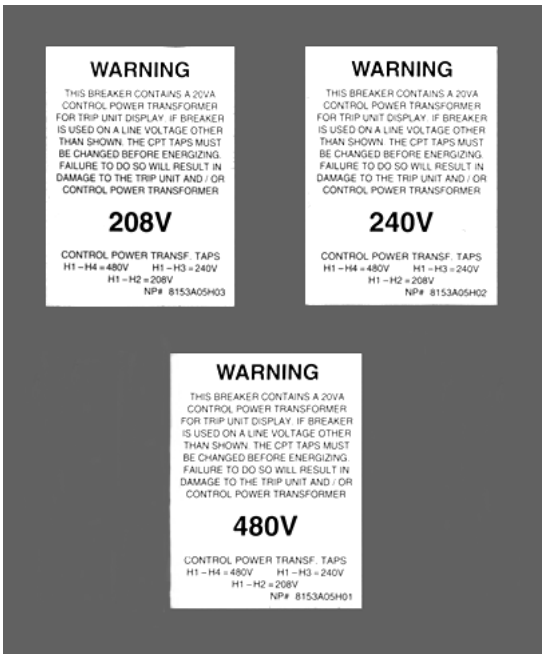 WARNING
THIS BREAKER CONTAINS A 20VA
CONTROL POWER TRANSFORMER
FOR TRIP UNIT DISPLAY. IF BREAKER
IS USED ON A LINE VOLTAGE OTHER
THAN SHOWN. THE CPT TAPS MUST
BE CHANGED BEFORE ENERGIZING.
FAILURE TO DO SO WILL RESULT IN
DAMAGE TO THE TRIP UNIT AND / OR
CONTROL POWER TRANSFORMER
208V
CONTROL POWER TRANSF. TAPS
H1-H4=480V H1-H3=240V
H1-H2=208V
NP# 8153A05H03
WARNING
THIS BREAKER CONTAINS A 20VA
CONTROL POWER TRANSFORMER
FOR TRIP UNIT DISPLAY. IF BREAKER
IS USED ON A LINE VOLTAGE OTHER
THAN SHOWN. THE CPT TAPS MUST
BE CHANGED BEFORE ENERGIZING.
FAILURE TO DO SO WILL RESULT IN
DAMAGE TO THE TRIP UNIT AND / OR
CONTROL POWER TRANSFORMER
240V
CONTROL POWER TRANSF. TAPS
H1-H4=480V H1-H3=240V
H1-H2=208V
NP# 8153A05H02
WARNING
THIS BREAKER CONTAINS A 20VA
CONTROL POWER TRANSFORMER
FOR TRIP UNIT DISPLAY. IF BREAKER
IS USED ON A LINE VOLTAGE OTHER
THAN SHOWN. THE CPT TAPS MUST
BE CHANGED BEFORE ENERGIZING.
FAILURE TO DO SO WILL RESULT IN
DAMAGE TO THE TRIP UNIT AND / OR
CONTROL POWER TRANSFORMER
480V
CONTROL POWER TRANSF. TAPS
H1-H4=480V H1-H3=240V
H1-H2=208V
NP# 8153A05H01